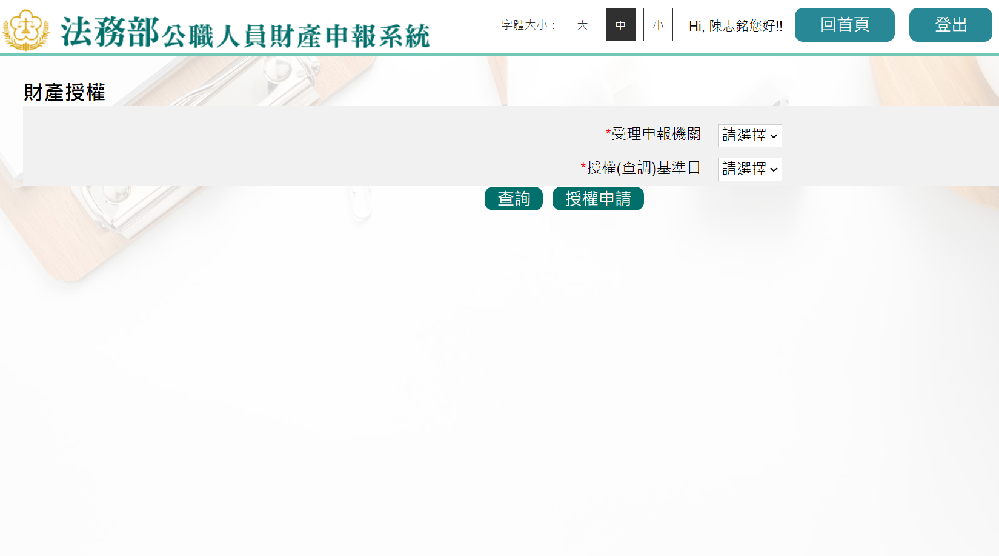 法務部公職人員財產申報系統
字體大小：
大
中
小
Hi, 陳志銘您好!!
回首頁
登出
財產授權
*受理申報機關
請選擇
*授權(查調)基準日
請選擇
查詢
授權申請